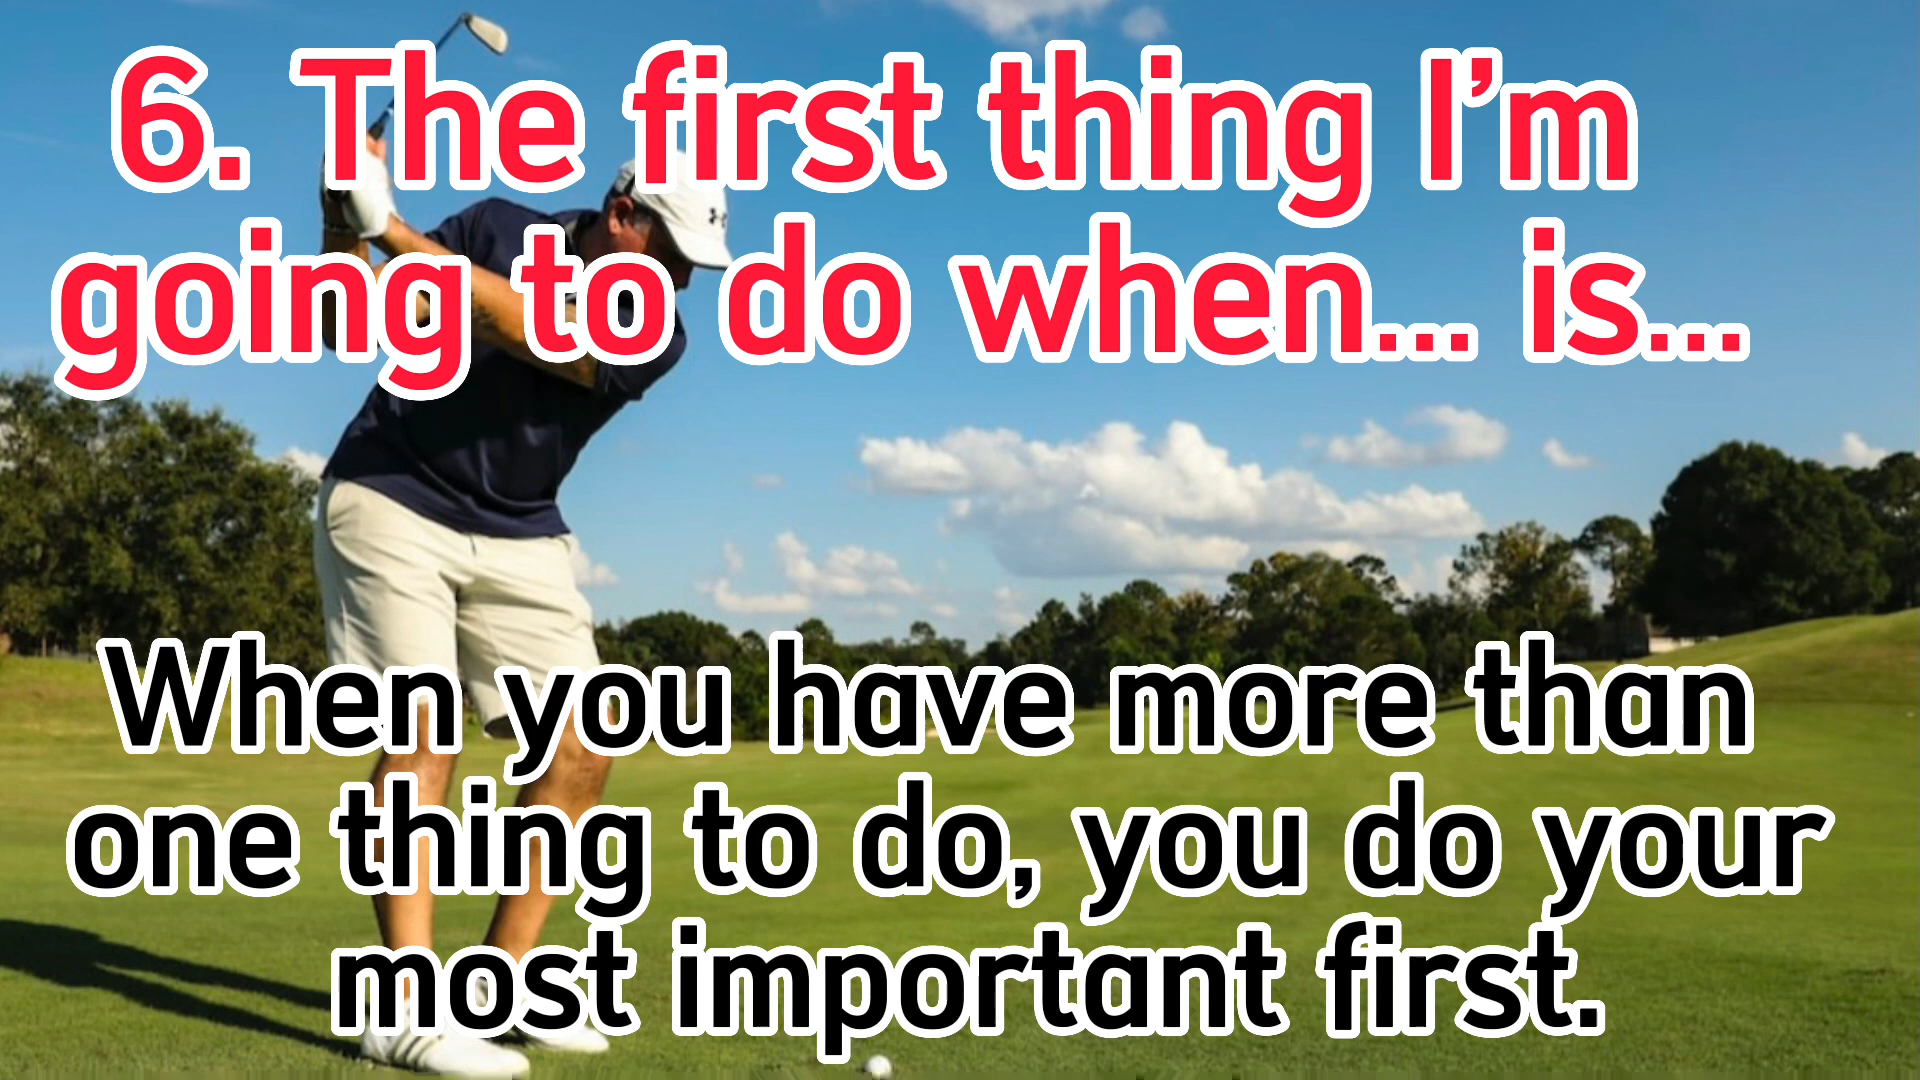 6. The first thing I’m
going to do when... is...
When you have more than
one thing to do, you do your
most important first.